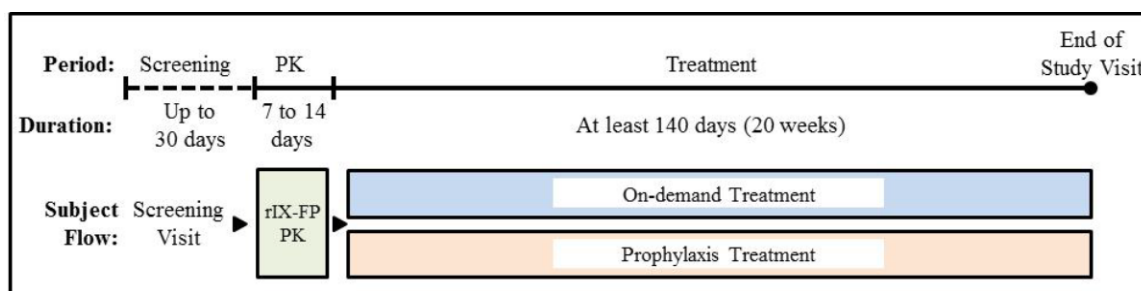 End of
Period: Screening PK Treatment Study Visit
Up to 7 to 14
Duration: 30 days days At least 140 days (20 weeks)
On-demand Treatment
Subject Screening rIX-FP
Flow: Visit PK
Prophylaxis Treatment